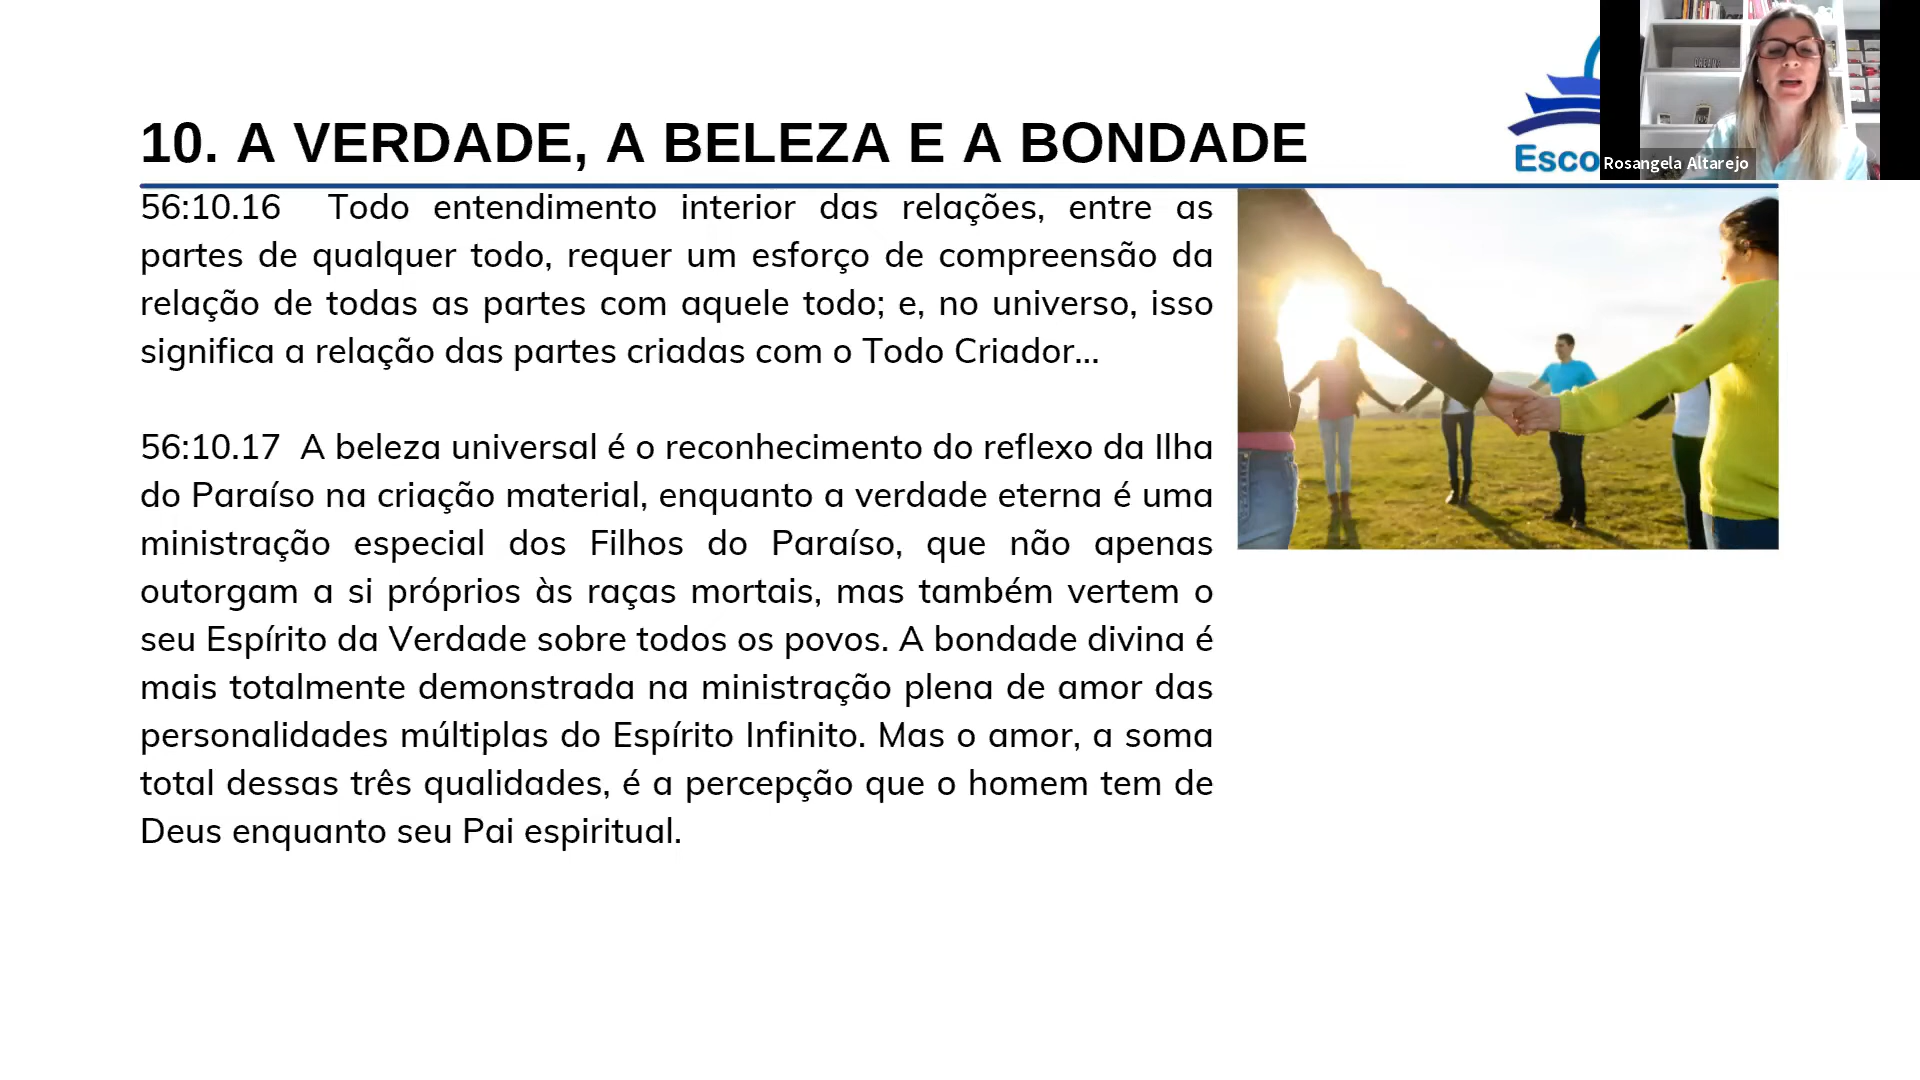 10. A VERDADE, A BELEZA E A BONDADE
Esco
Rosangela Altarejo
56:10.16 Todo entendimento interior das relações, entre as
partes de qualquer todo, requer um esforço de compreensão da
relação de todas as partes com aquele todo; e, no universo, isso
significa a relação das partes criadas com o Todo Criador...
56:10.17 A beleza universal é o reconhecimento do reflexo da Ilha
do Paraíso na criação material, enquanto a verdade eterna é uma
ministração especial dos Filhos do Paraíso, que não apenas
outorgam a si próprios às raças mortais, mas também vertem o
seu Espírito da Verdade sobre todos os povos. A bondade divina é
mais totalmente demonstrada na ministração plena de amor das
personalidades múltiplas do Espírito Infinito. Mas o amor, a soma
total dessas três qualidades, é a percepção que o homem tem de
Deus enquanto seu Pai espiritual.